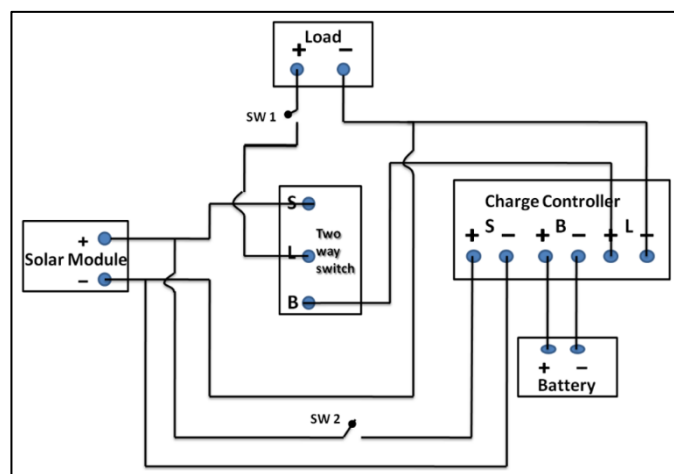 Load
+ −
SW 1
S
Two
way
switch
L
B
+
Solar Module
−
Charge Controller
S B L
+ − + − + −
+ −
Battery
SW 2